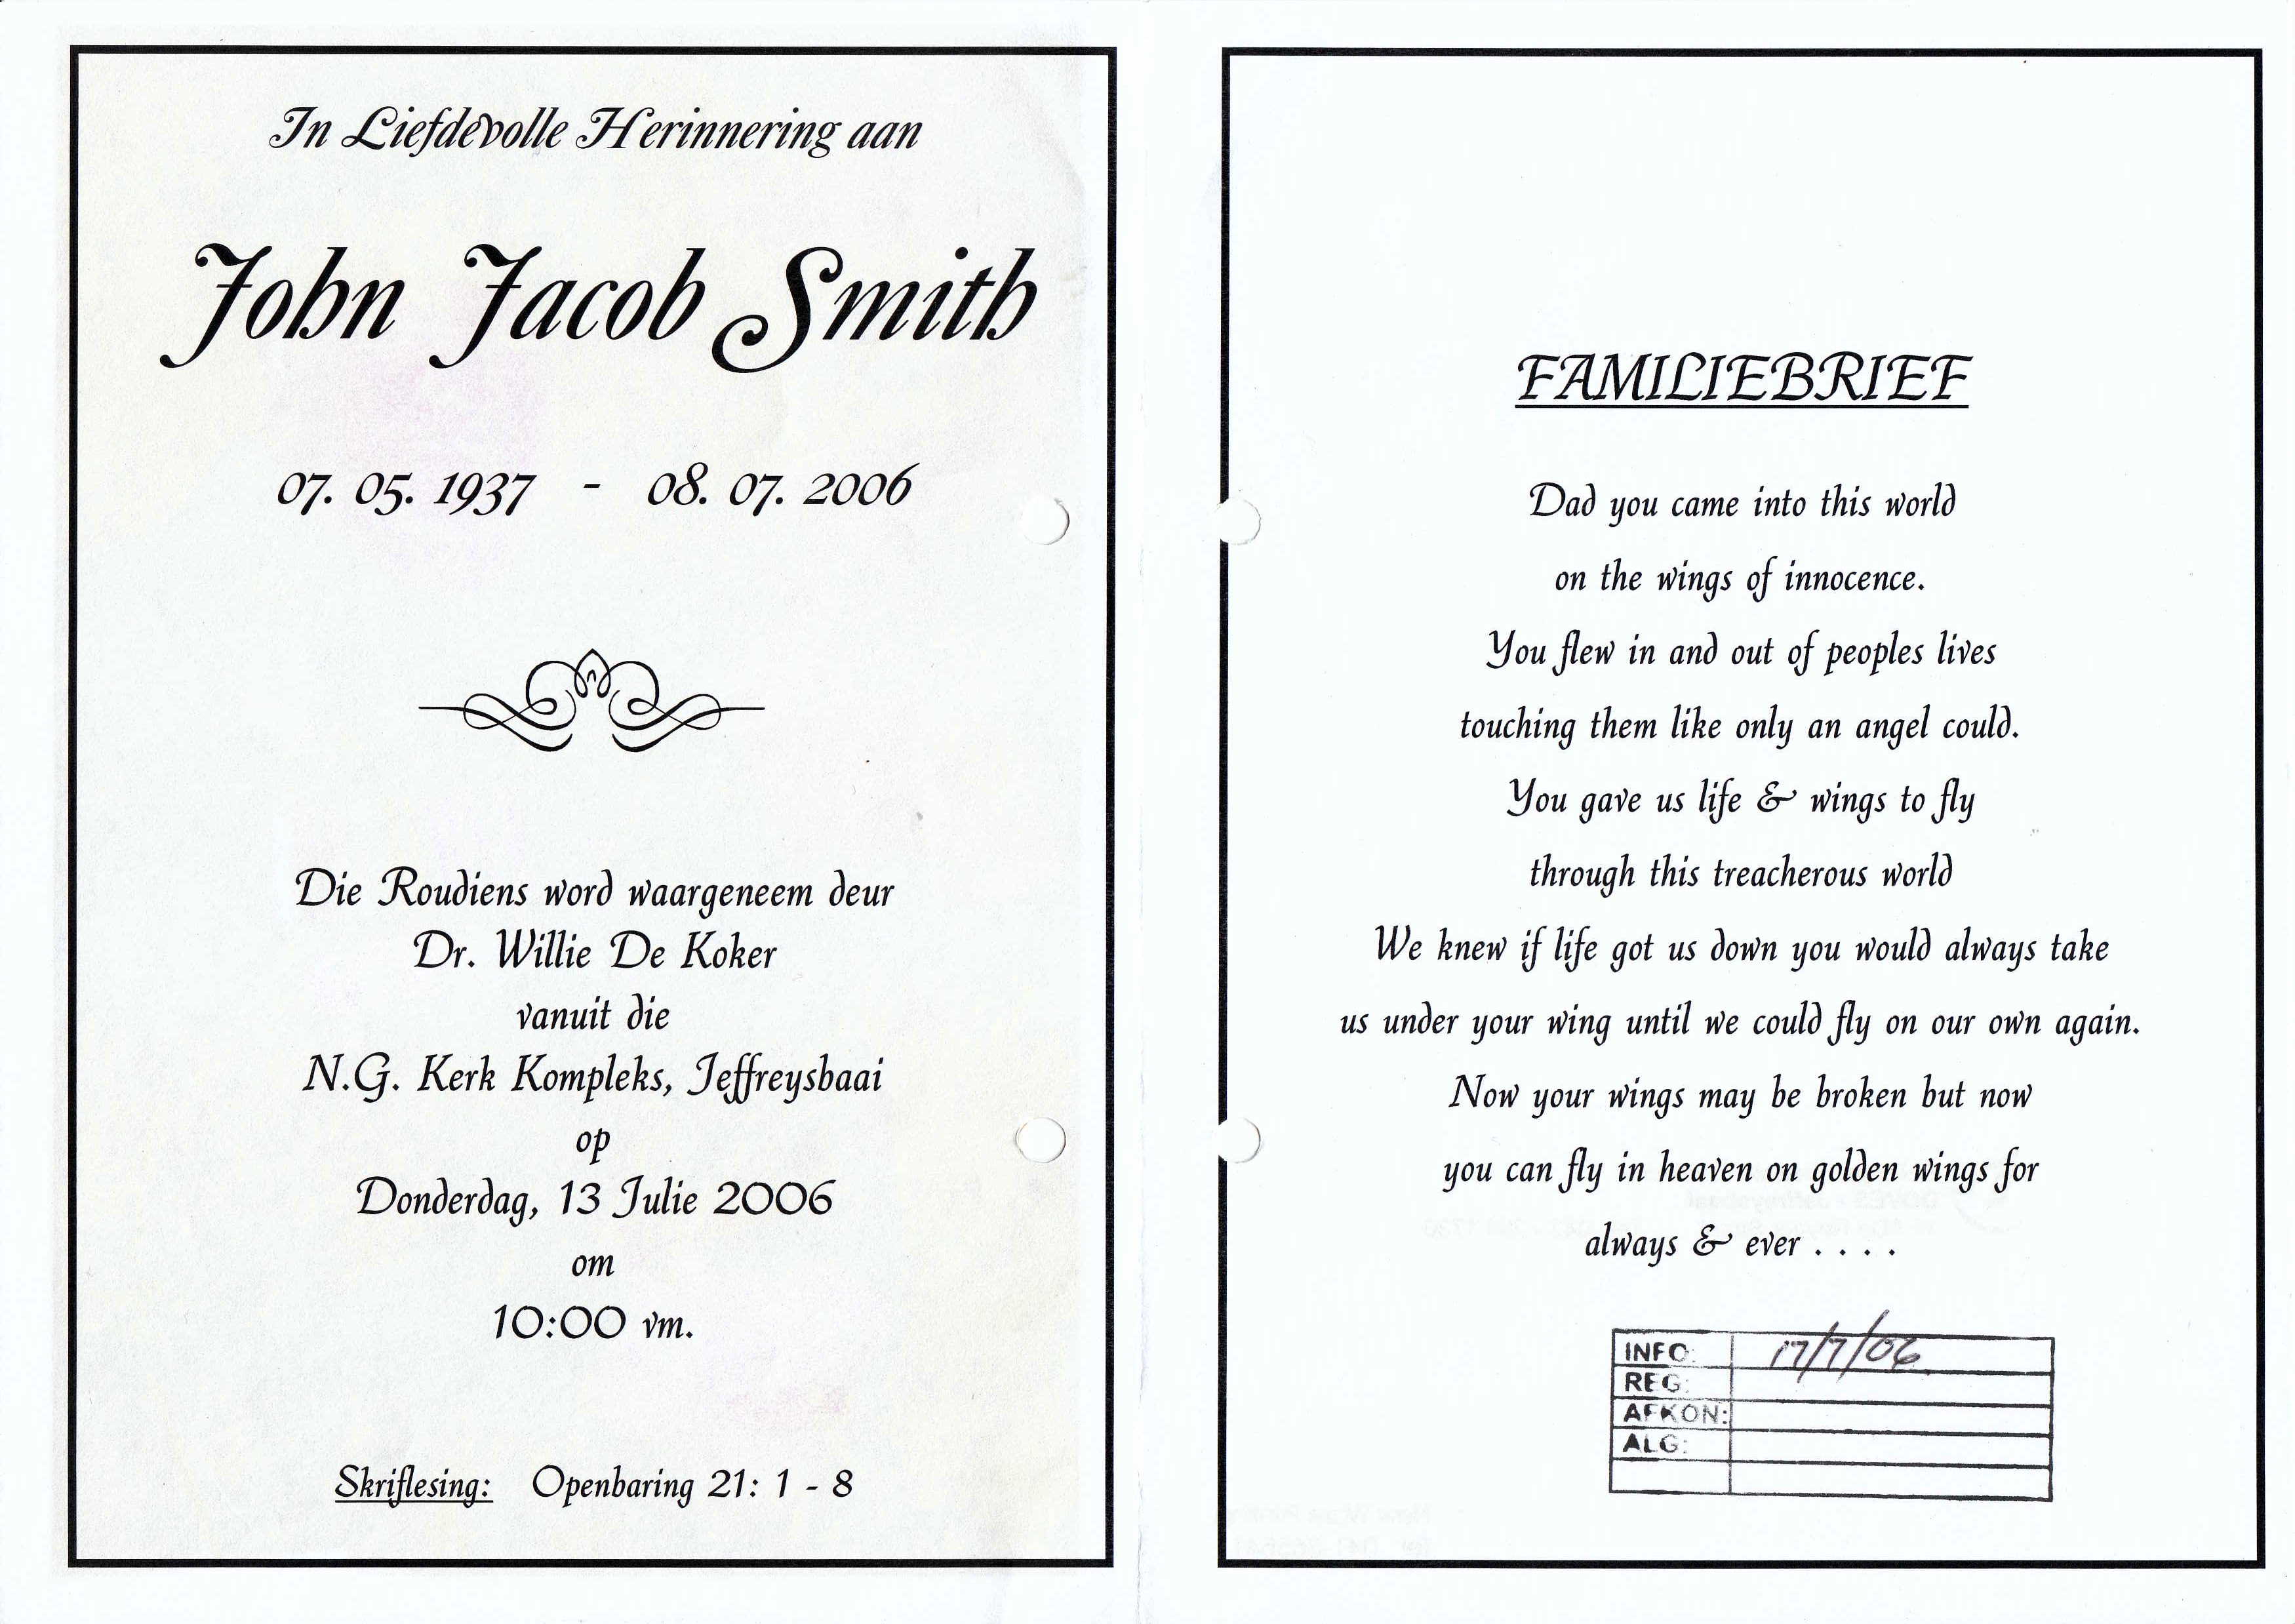 In Liefdevolle Herinnering aan
John Jacob Smith
07. 05. 1937 - 08. 07. 2006
Die Roudiens word waargeneem deur
Dr. Willie De Koker
vanuit die
N.G. Kerk Kompleks, Jeffreysbaai
op
Donderdag, 13 Julie 2006
om
10:00 vm.
Skriflesing: Openbaring 21: 1 - 8
FAMILIEBRIEF
Dad you came into this world
on the wings of innocence.
You flew in and out of peoples lives
touching them like only an angel could.
You gave us life & wings to fly
through this treacherous world
We knew if life got us down you would always take
us under your wing until we could fly on our own again.
Now your wings may be broken but now
you can fly in heaven on golden wings for
always & ever . . . .
INFO: 17/7/06
REG:
AFKON:
ALG: